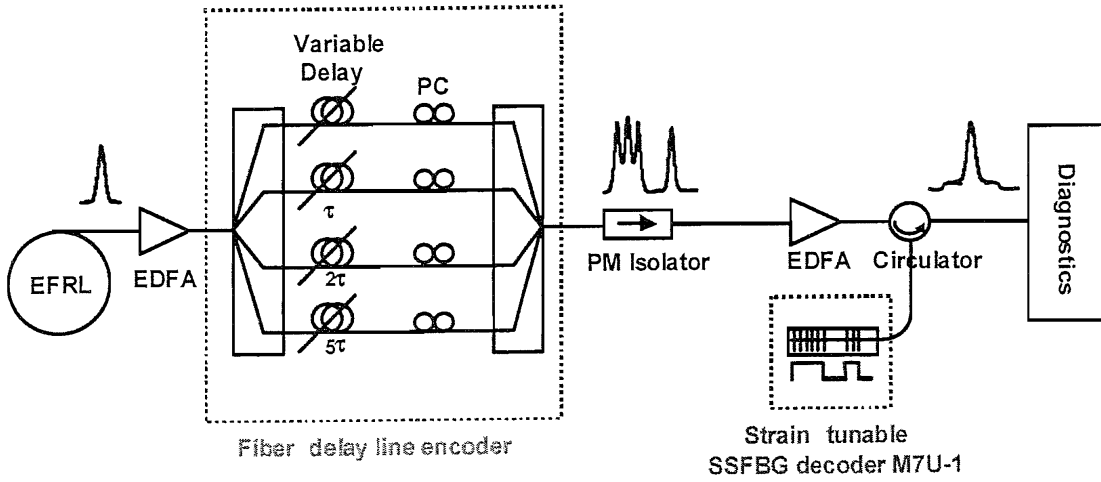 Variable
Delay
PC
τ
2τ
5τ
EFRL
EDFA
Fiber delay line encoder
PM Isolator
EDFA
Circulator
Diagnostics
Strain tunable
SSFBG decoder M7U-1